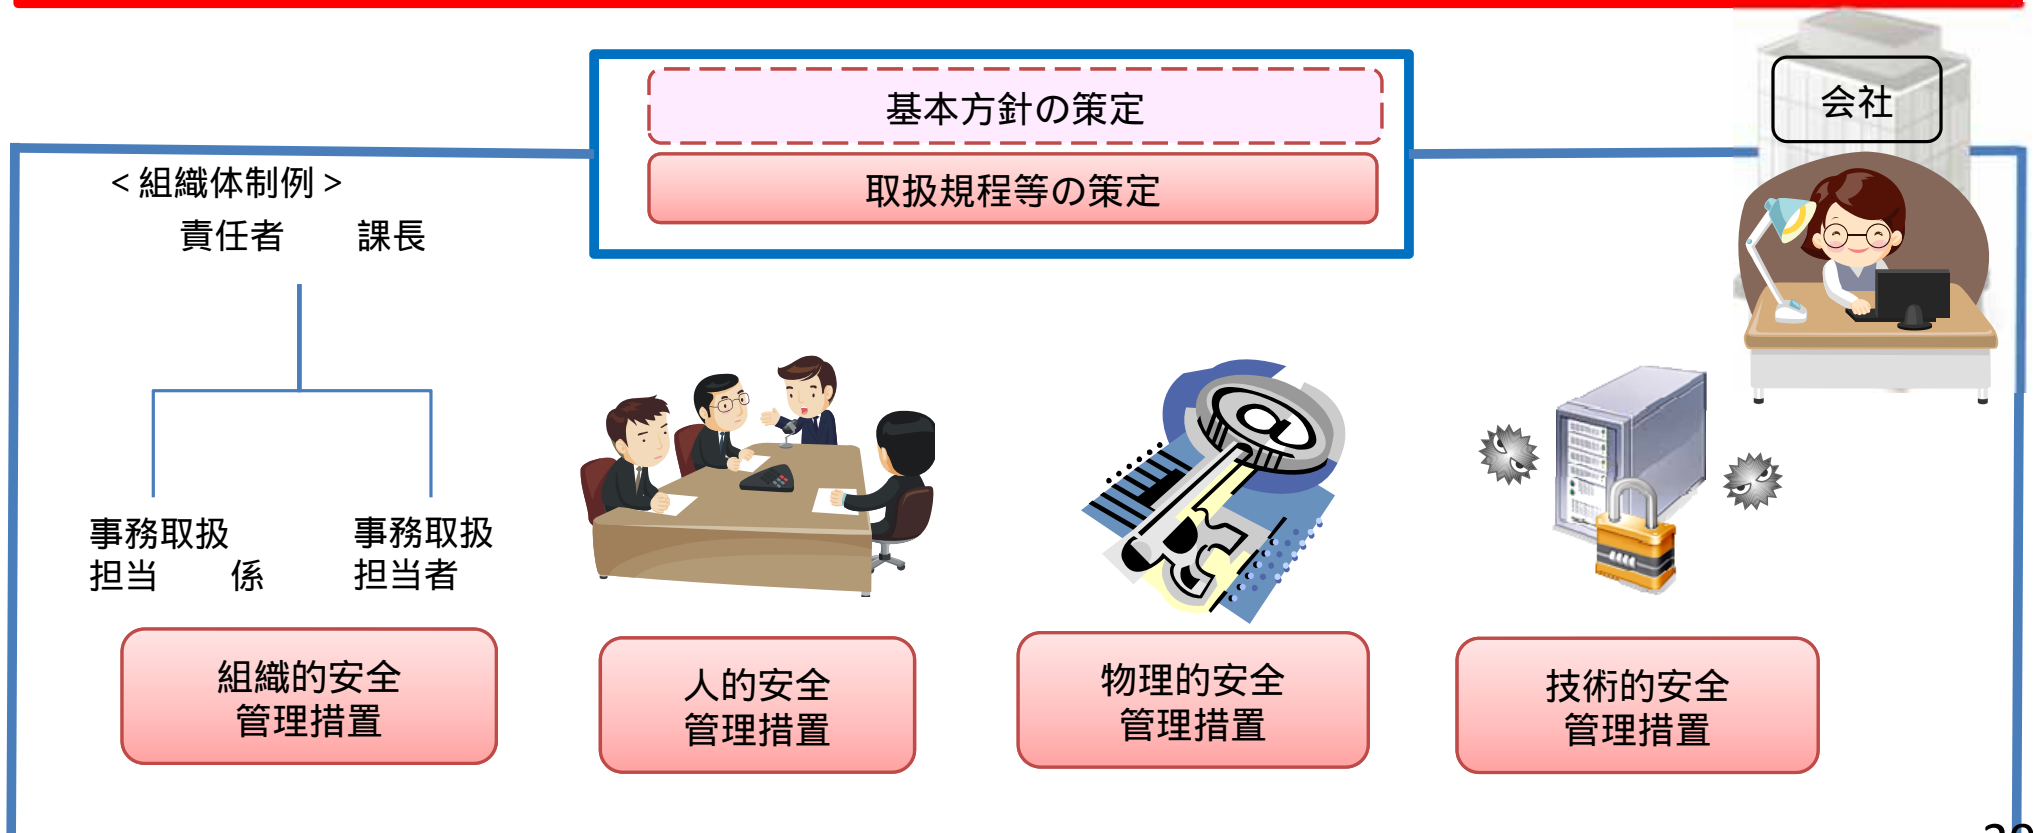 基本方針の策定
会社
取扱規程等の策定
<組織体制例>
責任者 課長
事務取扱
担当 係
事務取扱
担当者
組織的安全
管理措置
人的安全
管理措置
物理的安全
管理措置
技術的安全
管理措置